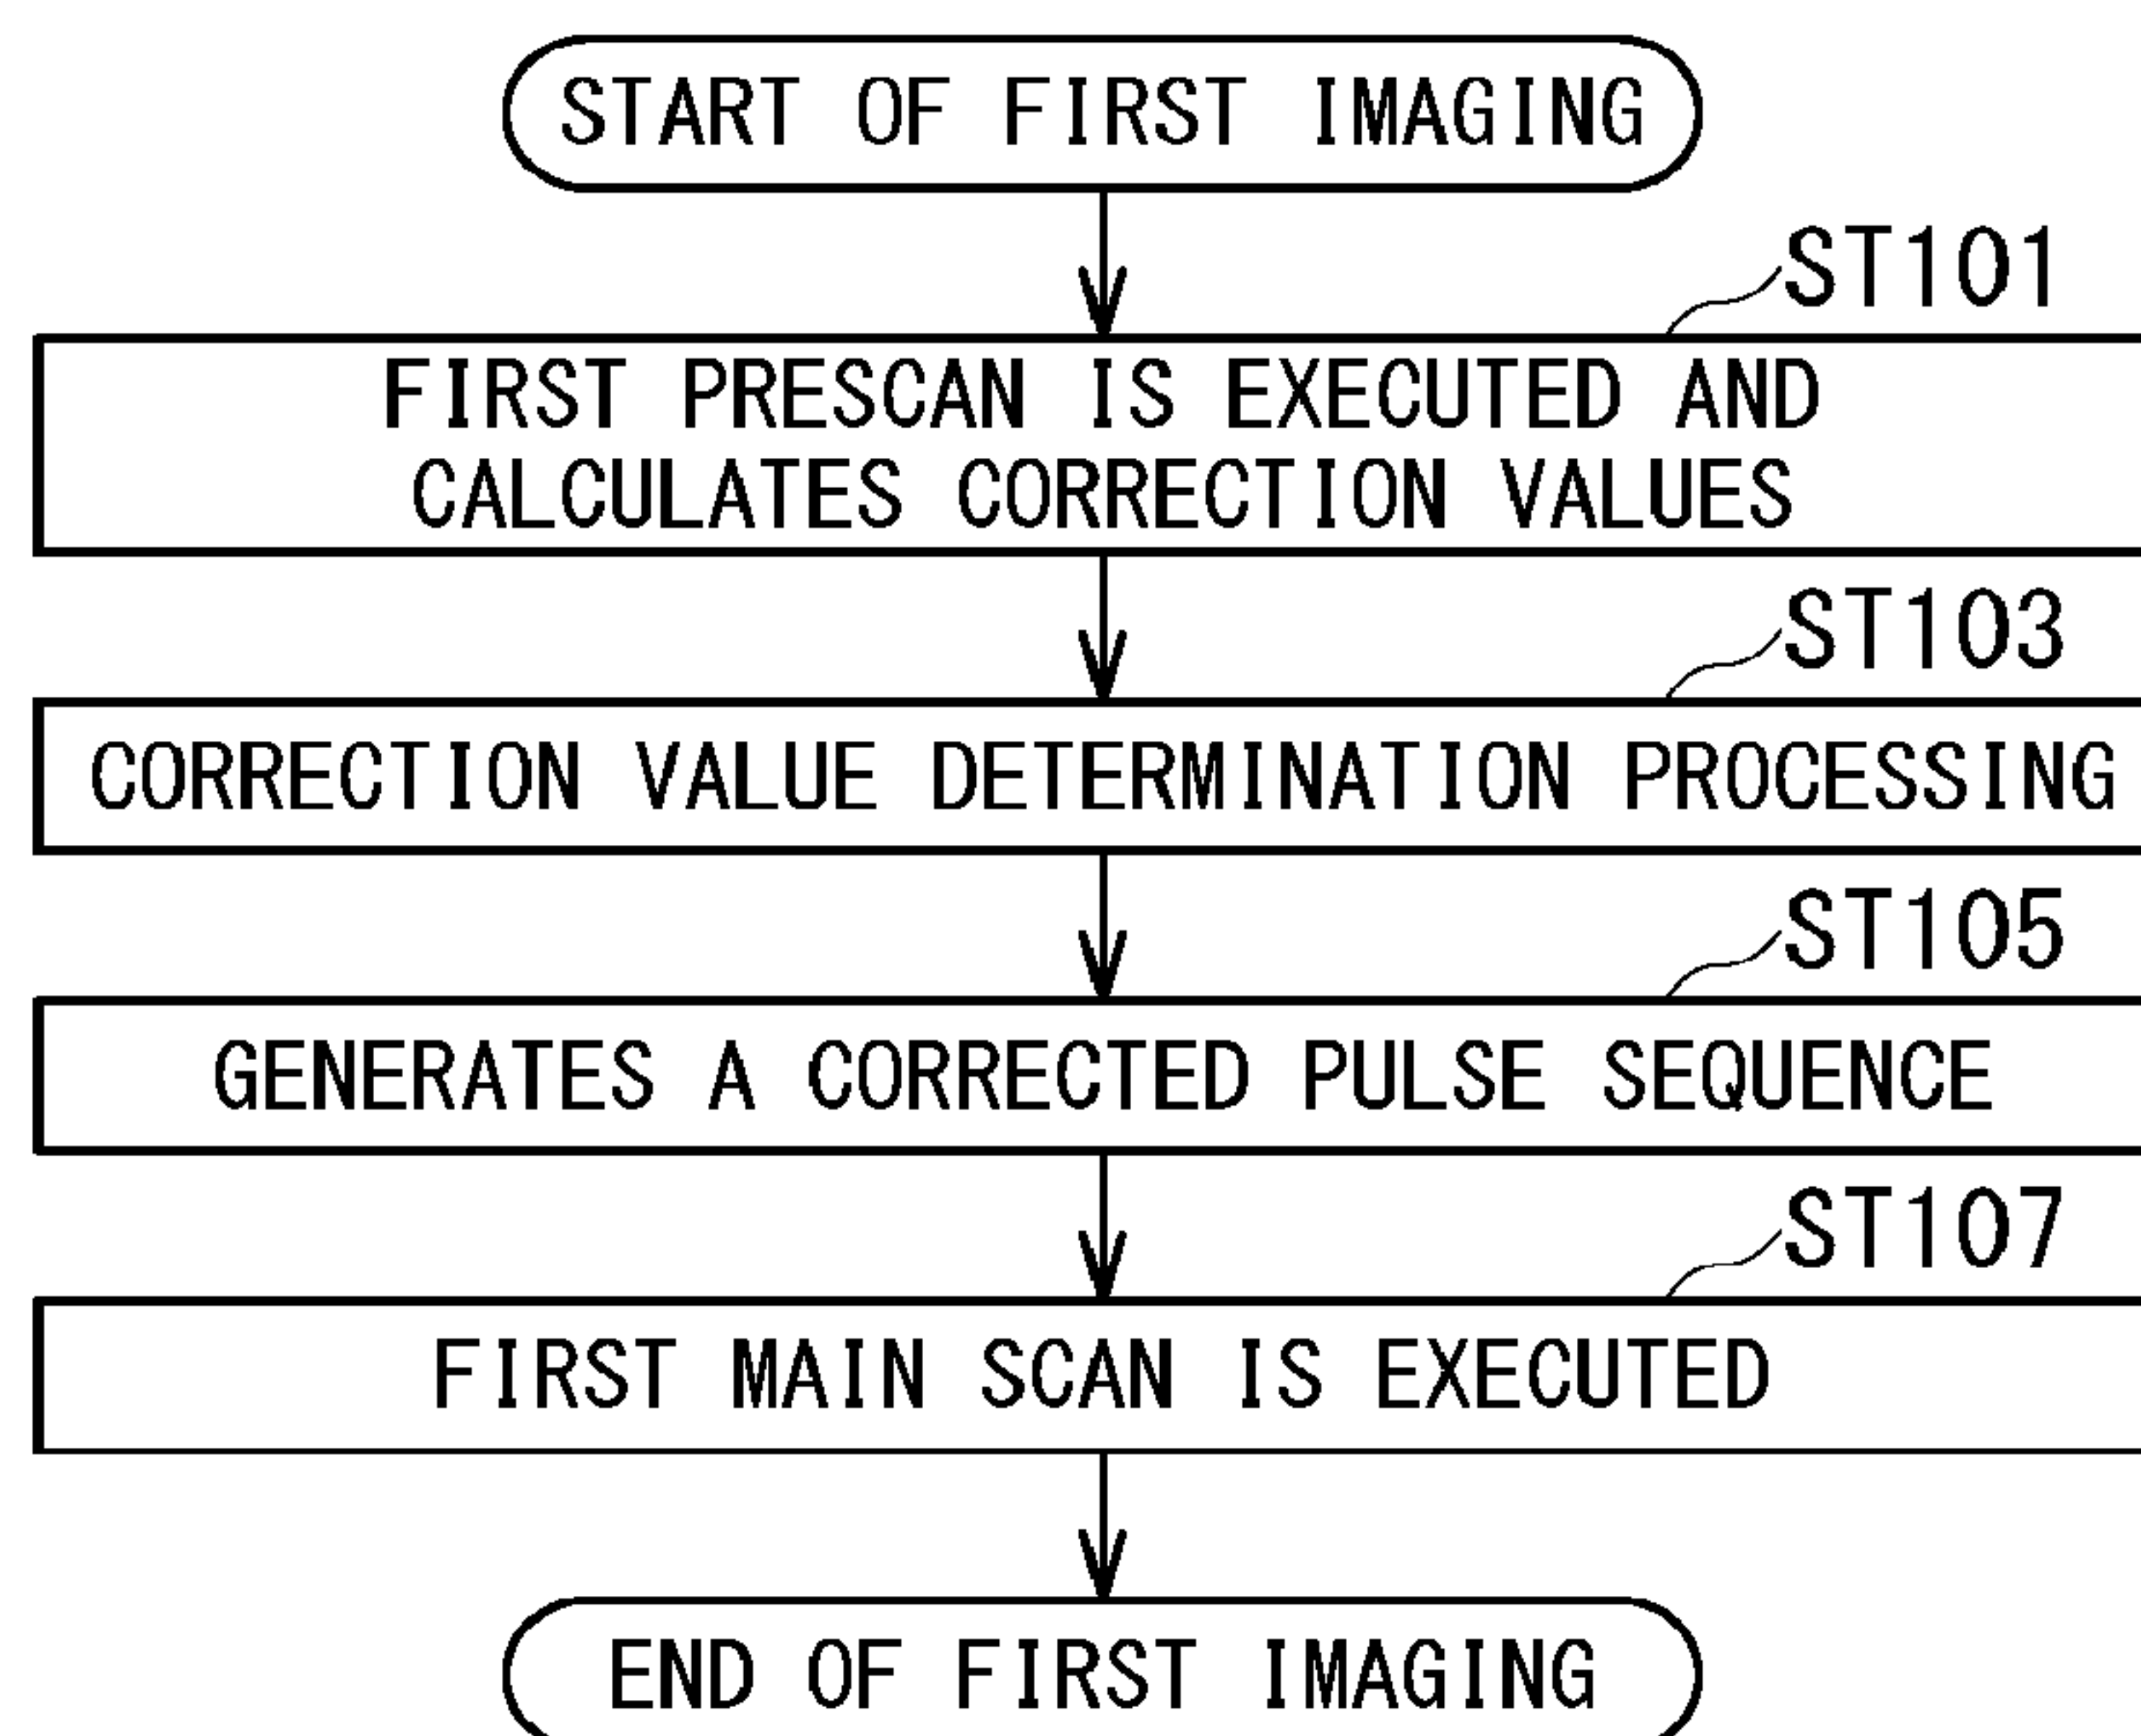 START OF FIRST IMAGING
ST101
FIRST PRESCAN IS EXECUTED AND
CALCULATES CORRECTION VALUES
ST103
CORRECTION VALUE DETERMINATION PROCESSING
ST105
GENERATES A CORRECTED PULSE SEQUENCE
ST107
FIRST MAIN SCAN IS EXECUTED
END OF FIRST IMAGING